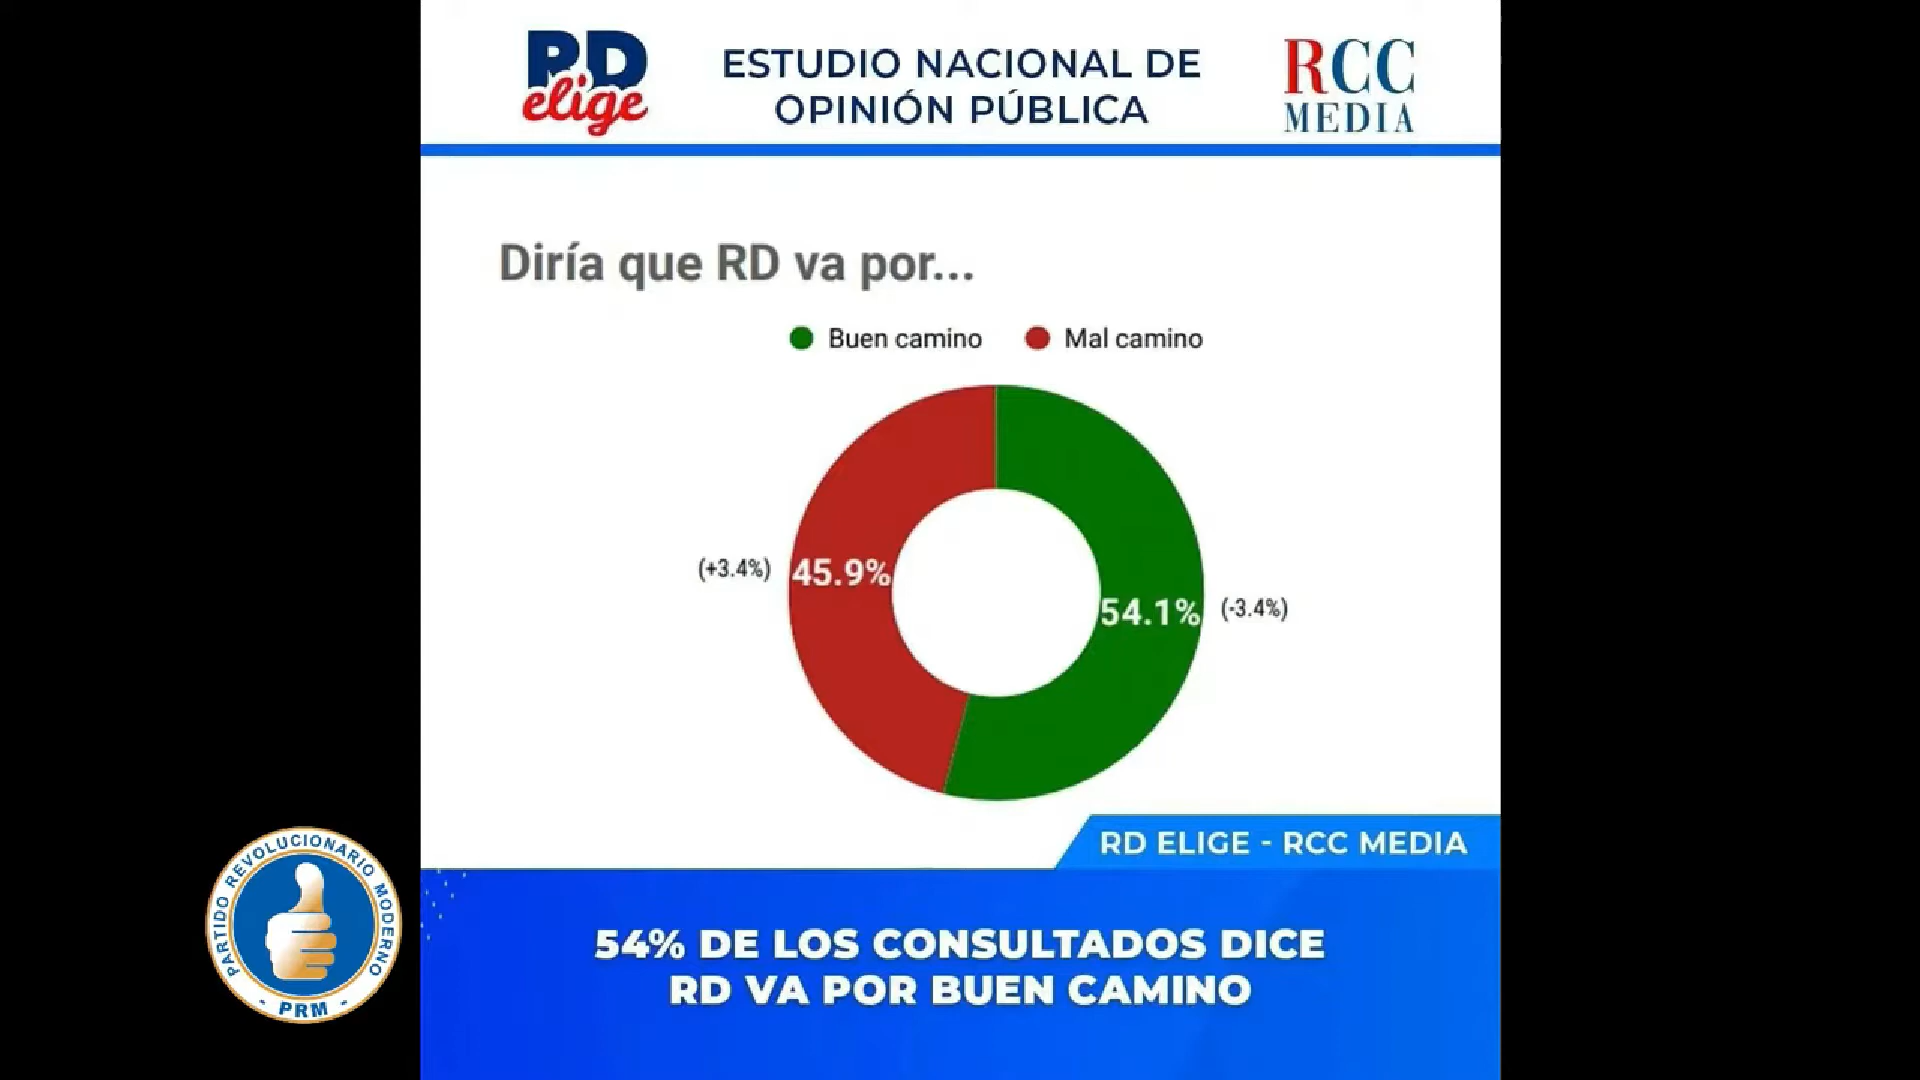 RD
elige
ESTUDIO NACIONAL DE
OPINIÓN PÚBLICA
RCC
MEDIA
Diría que RD va por...
Buen camino
Mal camino
(+3.4%)
45.9%
54.1%
(-3.4%)
RD ELIGE - RCC MEDIA
PARTIDO REVOLUCIONARIO MODERNO
- PRM -
54% DE LOS CONSULTADOS DICE
RD VA POR BUEN CAMINO